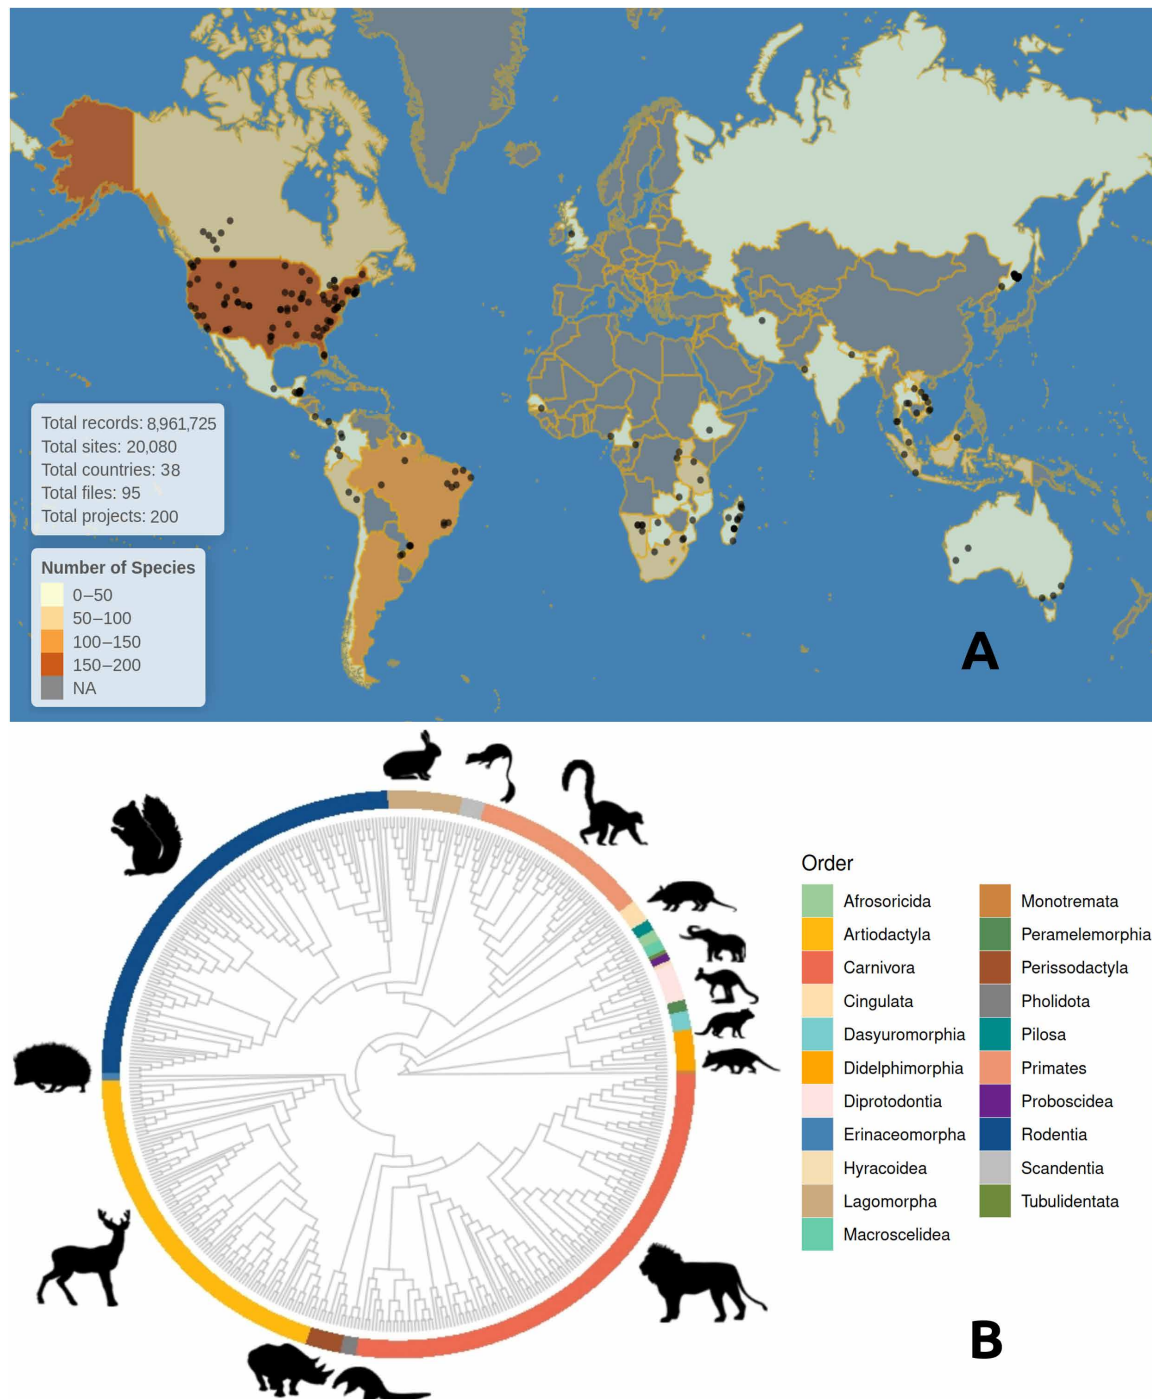 Total records: 8,961,725
Total sites: 20,080
Total countries: 38
Total files: 95
Total projects: 200
Number of Species
0–50
50–100
100–150
150–200
NA
A
Order
Afrosoricida
Artiodactyla
Carnivora
Cingulata
Dasyuromorphia
Didelphimorphia
Diprotodontia
Erinaceomorpha
Hyracoidea
Lagomorpha
Macroscelidea
Monotremata
Peramelemorphia
Perissodactyla
Pholidota
Pilosa
Primates
Proboscidea
Rodentia
Scandentia
Tubulidentata
B